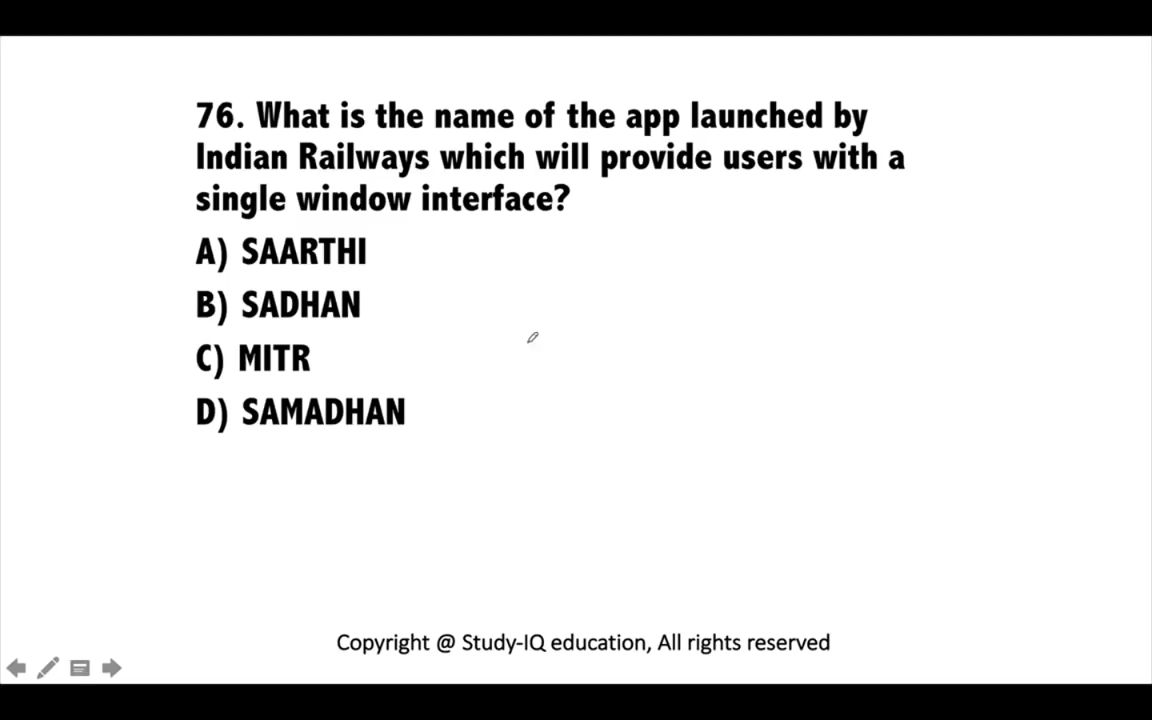 76. What is the name of the app launched by
Indian Railways which will provide users with a
single window interface?
A) SAARTHI
B) SADHAN
C) MITR
D) SAMADHAN
Copyright @ Study-IQ education, All rights reserved